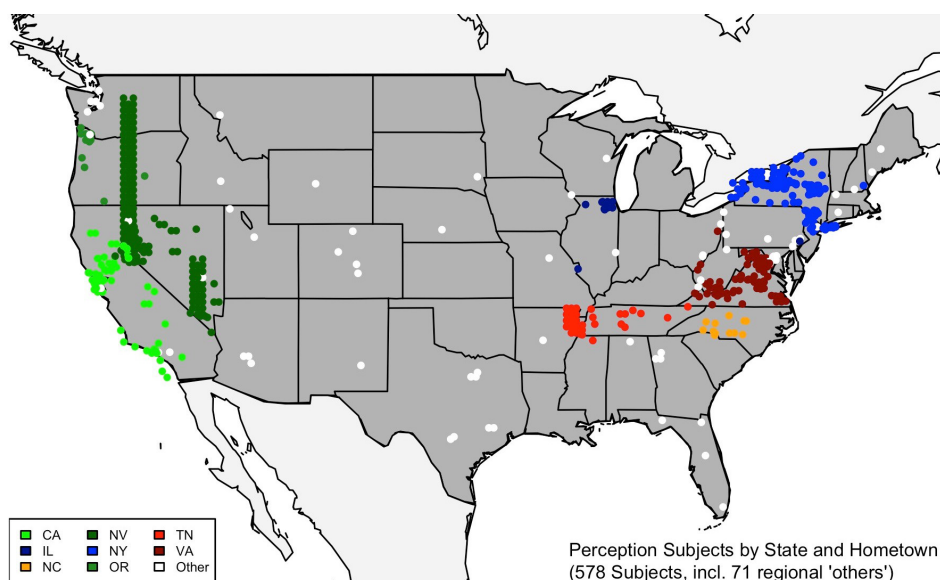 CA NV TN
IL NY VA
NC OR Other
Perception Subjects by State and Hometown
(578 Subjects, incl. 71 regional 'others')